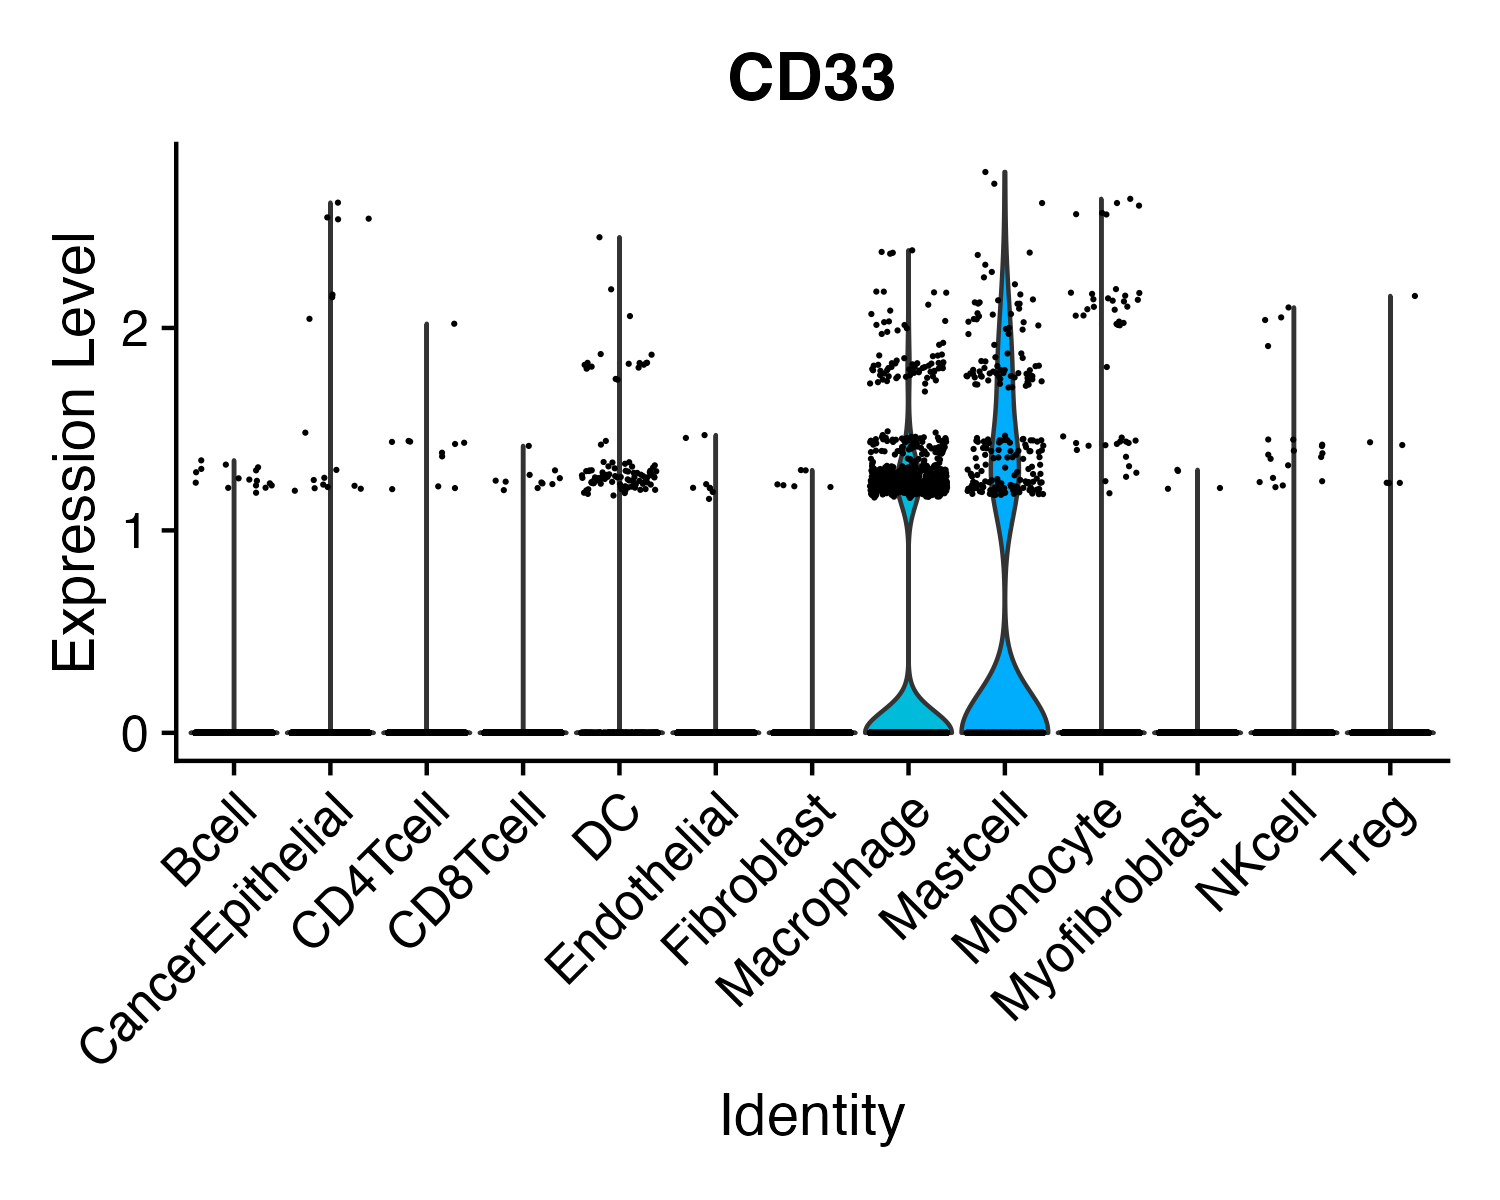 CD33
Expression Level
2
1
0
Bcell
CancerEpithelial
CD4Tcell
CD8Tcell
DC
Endothelial
Fibroblast
Macrophage
Mastcell
Monocyte
Myofibroblast
NKcell
Treg
Identity